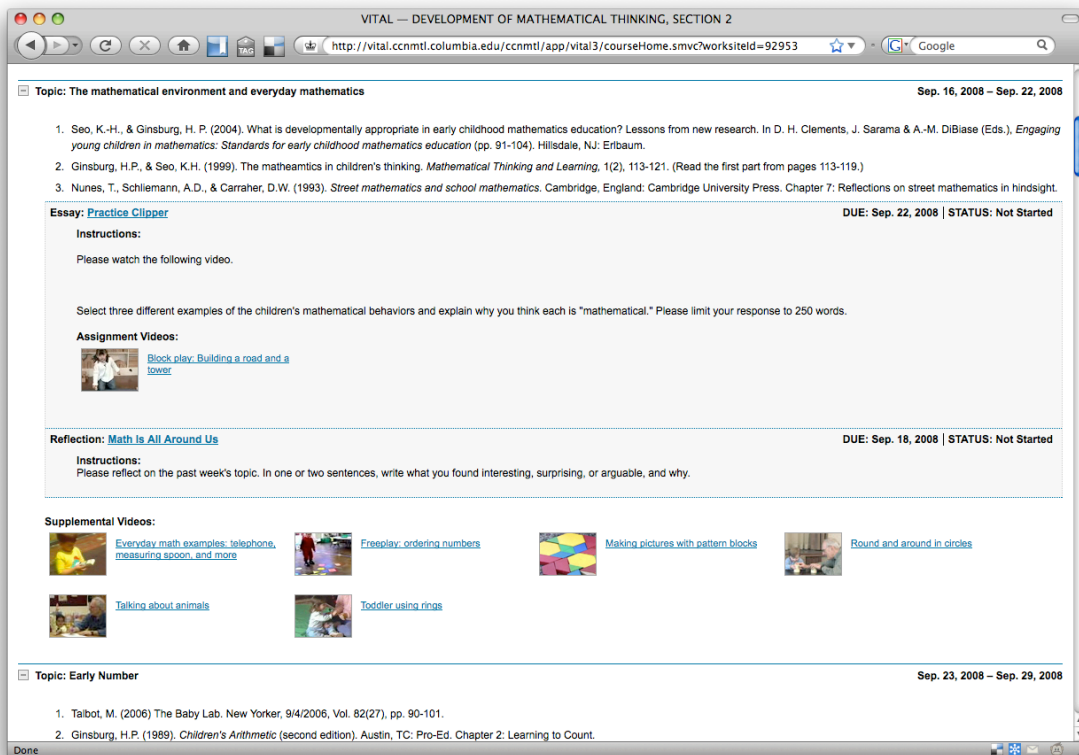 VITAL — DEVELOPMENT OF MATHEMATICAL THINKING, SECTION 2
TAG
http://vital.ccnmtl.columbia.edu/ccnmtl/app/vital3/courseHome.smvc?worksiteId=92953
Google
Topic: The mathematical environment and everyday mathematics
Sep. 16, 2008 – Sep. 22, 2008
1. Seo, K.-H., & Ginsburg, H. P. (2004). What is developmentally appropriate in early childhood mathematics education? Lessons from new research. In D. H. Clements, J. Sarama & A.-M. DiBiase (Eds.), Engaging
young children in mathematics: Standards for early childhood mathematics education (pp. 91-104). Hillsdale, NJ: Erlbaum.
2. Ginsburg, H.P., & Seo, K.H. (1999). The matheamtics in children's thinking. Mathematical Thinking and Learning, 1(2), 113-121. (Read the first part from pages 113-119.)
3. Nunes, T., Schliemann, A.D., & Carraher, D.W. (1993). Street mathematics and school mathematics. Cambridge, England: Cambridge University Press. Chapter 7: Reflections on street mathematics in hindsight.
Essay: Practice Clipper
DUE: Sep. 22, 2008 | STATUS: Not Started
Instructions:
Please watch the following video.
Select three different examples of the children's mathematical behaviors and explain why you think each is "mathematical." Please limit your response to 250 words.
Assignment Videos:
Block play: Building a road and a
tower
Reflection: Math Is All Around Us
DUE: Sep. 18, 2008 | STATUS: Not Started
Instructions:
Please reflect on the past week's topic. In one or two sentences, write what you found interesting, surprising, or arguable, and why.
Supplemental Videos:
Everyday math examples: telephone,
measuring spoon, and more
Freeplay: ordering numbers
Making pictures with pattern blocks
Round and around in circles
Talking about animals
Toddler using rings
Topic: Early Number
Sep. 23, 2008 – Sep. 29, 2008
1. Talbot, M. (2006) The Baby Lab. New Yorker, 9/4/2006, Vol. 82(27), pp. 90-101.
2. Ginsburg, H.P. (1989). Children's Arithmetic (second edition). Austin, TC: Pro-Ed. Chapter 2: Learning to Count.
Done